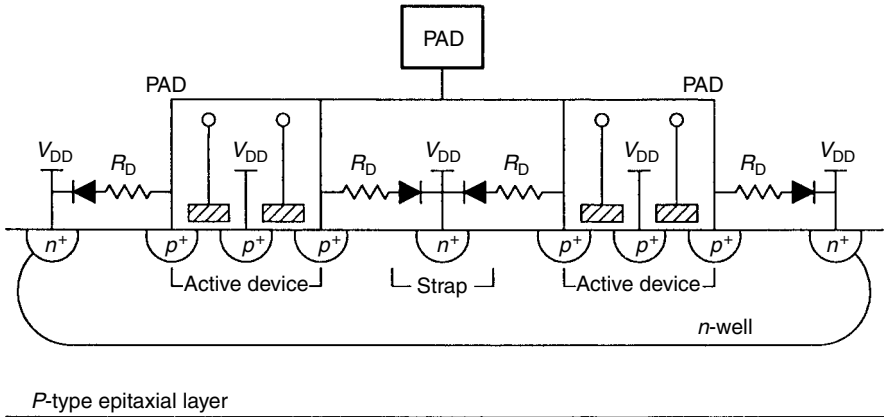 PAD
PAD PAD
V_DD R_D V_DD R_D V_DD R_D V_DD R_D V_DD
n⁺ p⁺ p⁺ p⁺ n⁺ p⁺ p⁺ p⁺ n⁺
Active device Strap Active device
n-well
P-type epitaxial layer